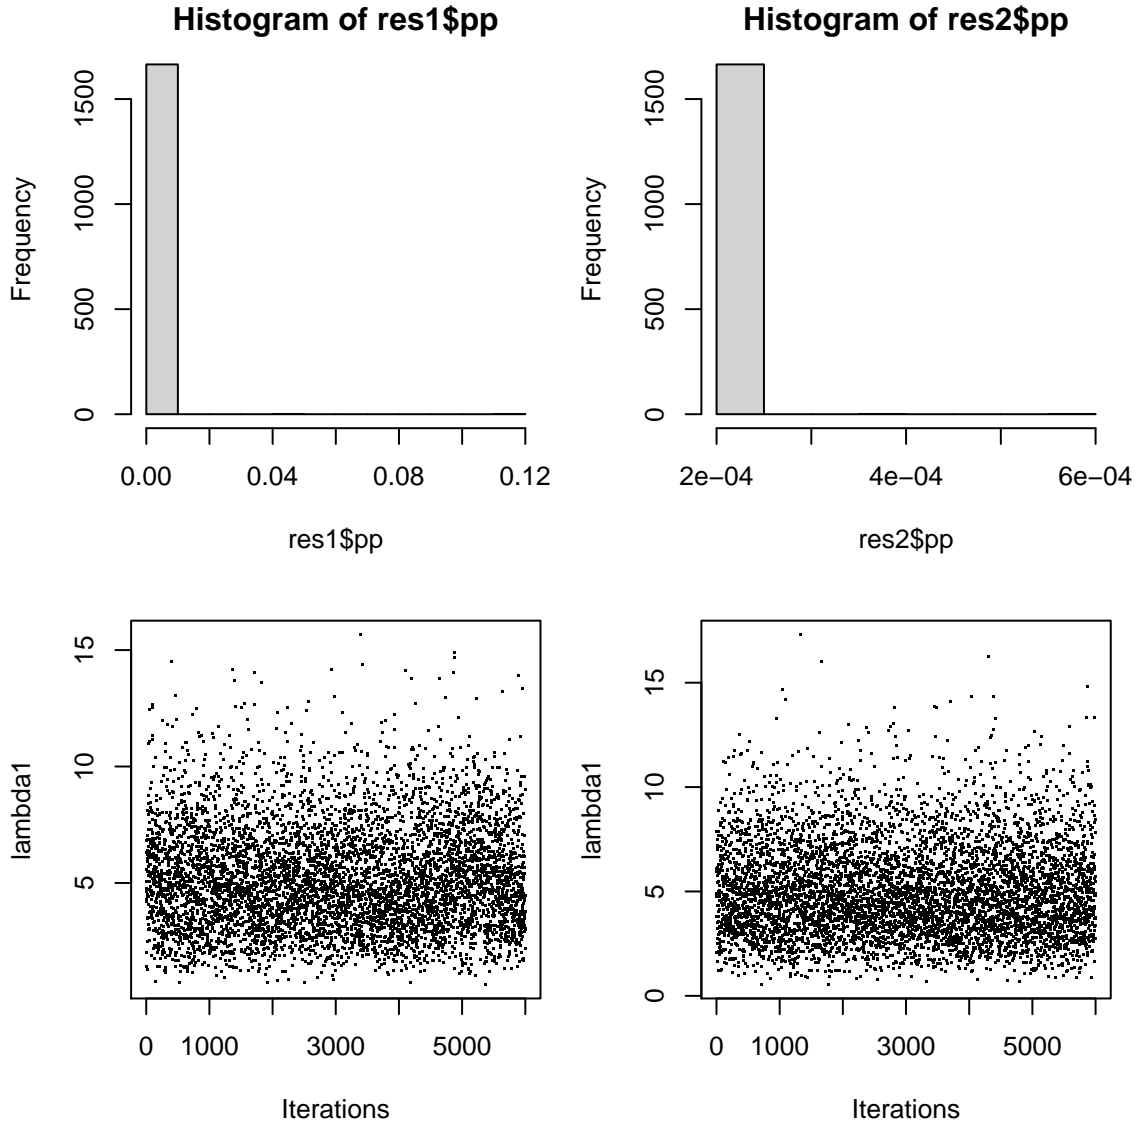 Histogram of res1$pp
Frequency
0 500 1000 1500
0.00 0.04 0.08 0.12
res1$pp
Histogram of res2$pp
Frequency
0 500 1000 1500
2e−04 4e−04 6e−04
res2$pp
lambda1
5 10 15
0 1000 3000 5000
Iterations
lambda1
0 5 10 15
0 1000 3000 5000
Iterations